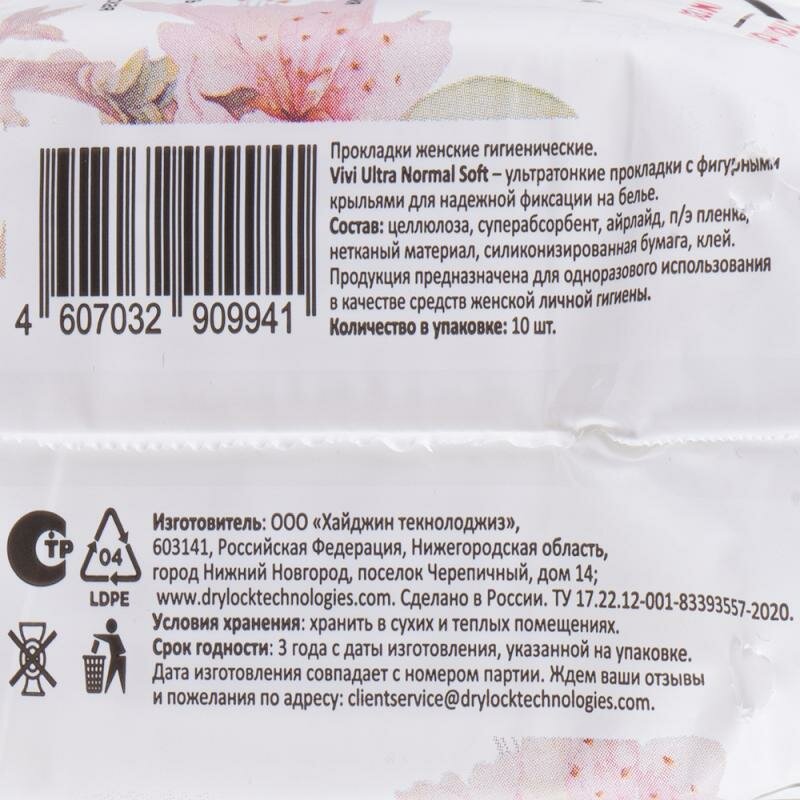 Прокладки женские гигиенические.
Vivi Ultra Normal Soft – ультратонкие прокладки с фигурными
крыльями для надежной фиксации на белье.
Состав: целлюлоза, суперабсорбент, айрлайд, п/э пленка,
нетканый материал, силиконизированная бумага, клей.
Продукция предназначена для одноразового использования
в качестве средств женской личной гигиены.
Количество в упаковке: 10 шт.
4 607032 909941
СТР
04
LDPE
Изготовитель: ООО «Хайджин текнолоджиз»,
603141, Российская Федерация, Нижегородская область,
город Нижний Новгород, поселок Черепичный, дом 14;
www.drylocktechnologies.com. Сделано в России. ТУ 17.22.12-001-83393557-2020.
Условия хранения: хранить в сухих и теплых помещениях.
Срок годности: 3 года с даты изготовления, указанной на упаковке.
Дата изготовления совпадает с номером партии. Ждем ваши отзывы
и пожелания по адресу: clientservice@drylocktechnologies.com.